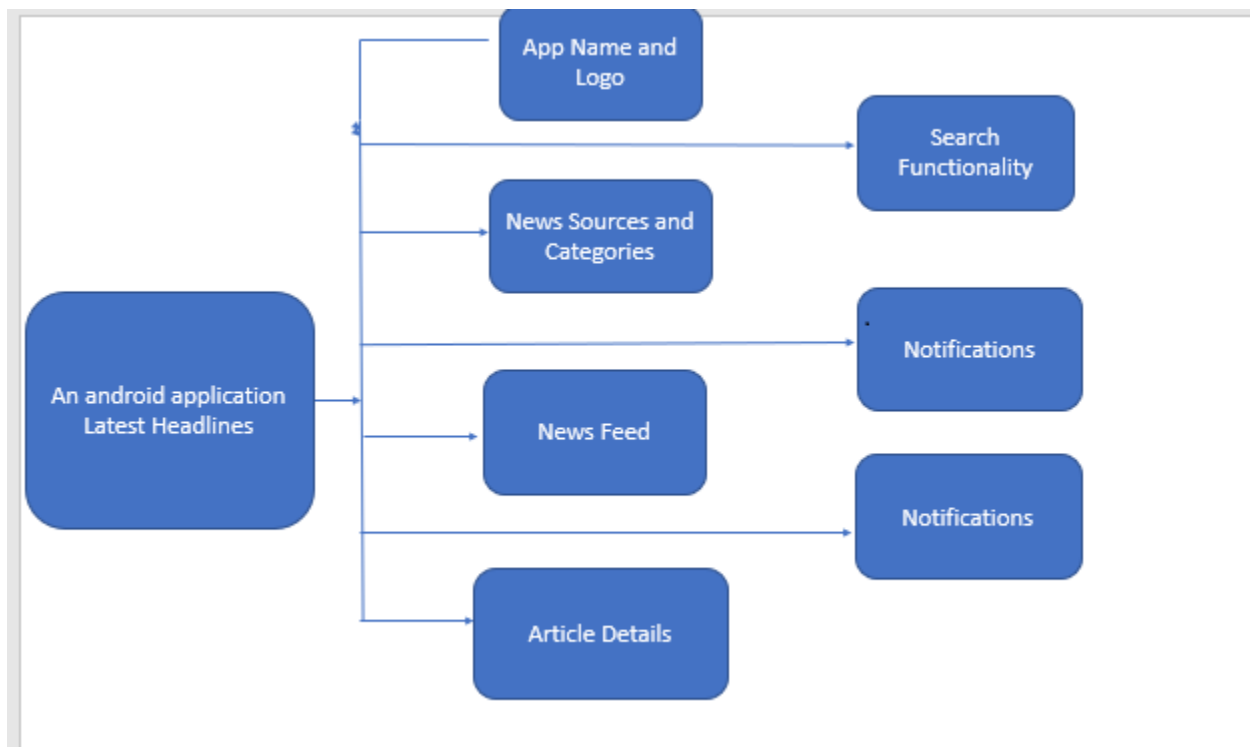 App Name and
Logo
Search
Functionality
News Sources and
Categories
An android application
Latest Headlines
Notifications
News Feed
Notifications
Article Details